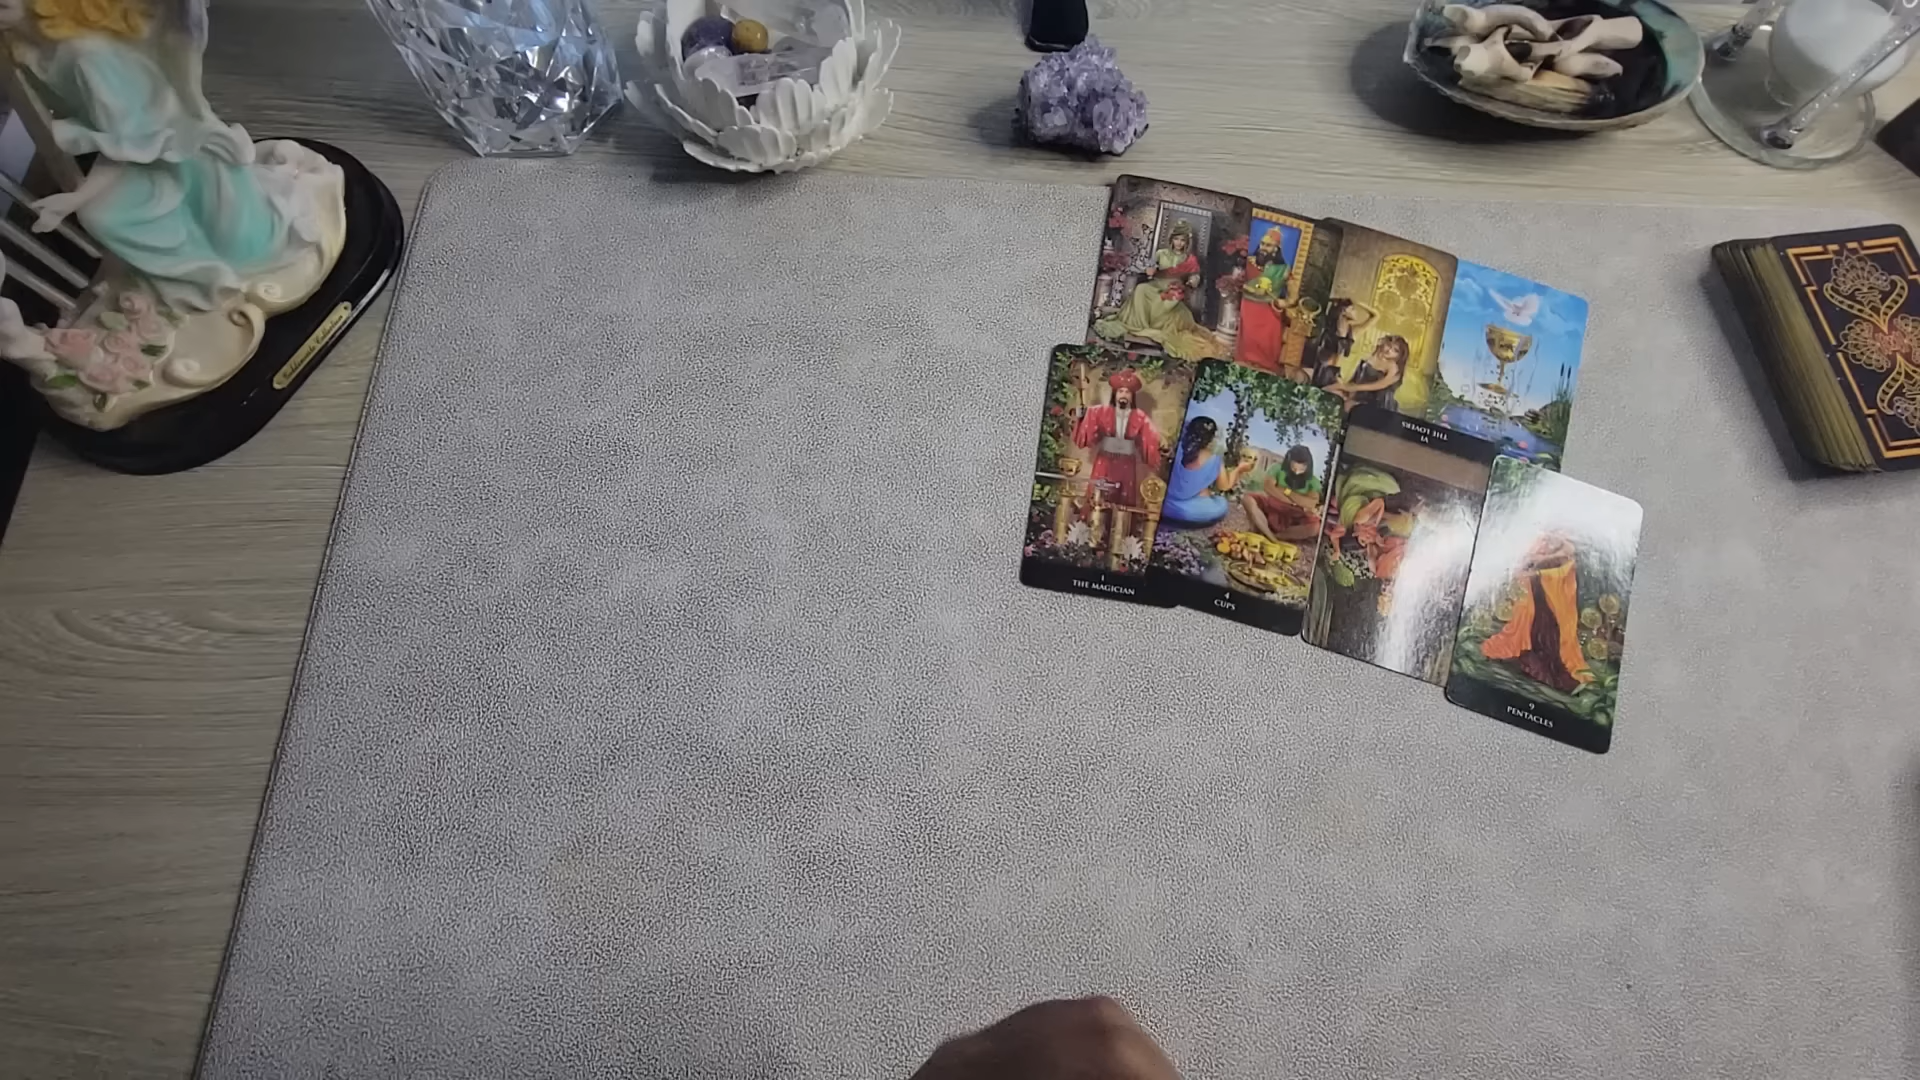 VI
THE LOVERS
I
THE MAGICIAN
4
CUPS
9
PENTACLES